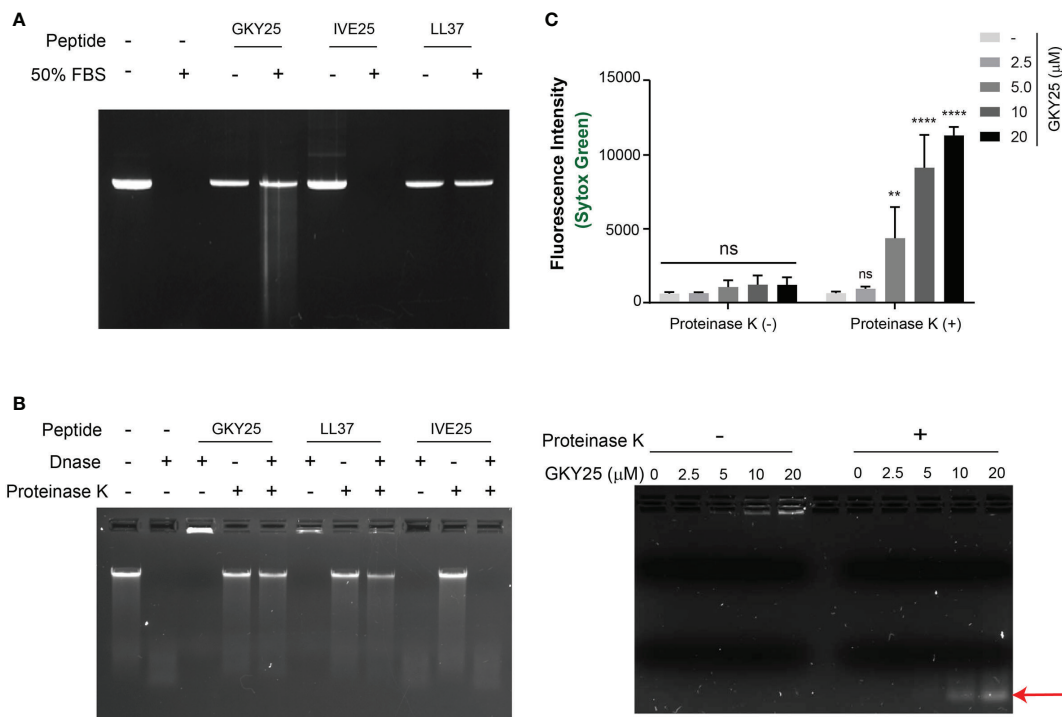 A
Peptide - - GKY25 IVE25 LL37
50% FBS - + - + - + - +
C
Fluorescence Intensity
(Sytox Green)
15000
10000
5000
0
ns
ns
**
****
****
Proteinase K (-) Proteinase K (+)
-
2.5
5.0
10
20
GKY25 (µM)
B
Peptide - - GKY25 LL37 IVE25
Dnase - + + - + + - + + - +
Proteinase K - - - + + - + + - + +
Proteinase K - +
GKY25 (µM) 0 2.5 5 10 20 0 2.5 5 10 20